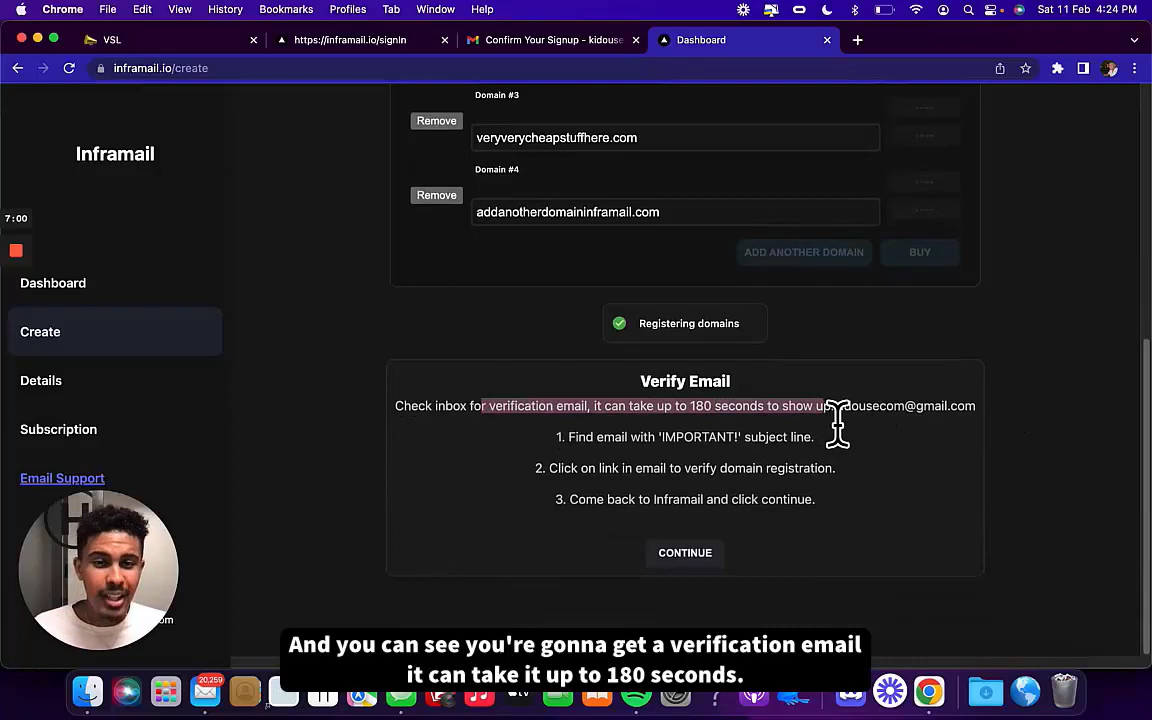 Chrome File Edit View History Bookmarks Profiles Tab Window Help Sat 11 Feb 4:24 PM
VSL https://inframail.io/signIn Confirm Your Signup - kidouse Dashboard
inframail.io/create
Inframail
7:00
Dashboard
Create
Details
Subscription
Email Support
Domain #3
Remove
veryverycheapstuffhere.com
Domain #4
Remove
addanotherdomaininframail.com
ADD ANOTHER DOMAIN BUY
Registering domains
Verify Email
Check inbox for verification email, it can take up to 180 seconds to show up. dousecom@gmail.com
1. Find email with 'IMPORTANT!' subject line.
2. Click on link in email to verify domain registration.
3. Come back to Inframail and click continue.
CONTINUE
And you can see you're gonna get a verification email
it can take it up to 180 seconds.
20,259